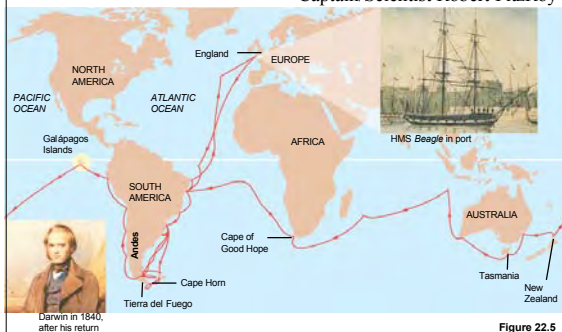 Captain/Scientist Robert FitzRoy
England
EUROPE
NORTH
AMERICA
PACIFIC
OCEAN
ATLANTIC
OCEAN
HMS Beagle in port
Galápagos
Islands
AFRICA
SOUTH
AMERICA
AUSTRALIA
Andes
Cape of
Good Hope
Tasmania
Cape Horn
New
Zealand
Tierra del Fuego
Darwin in 1840,
after his return
Figure 22.5